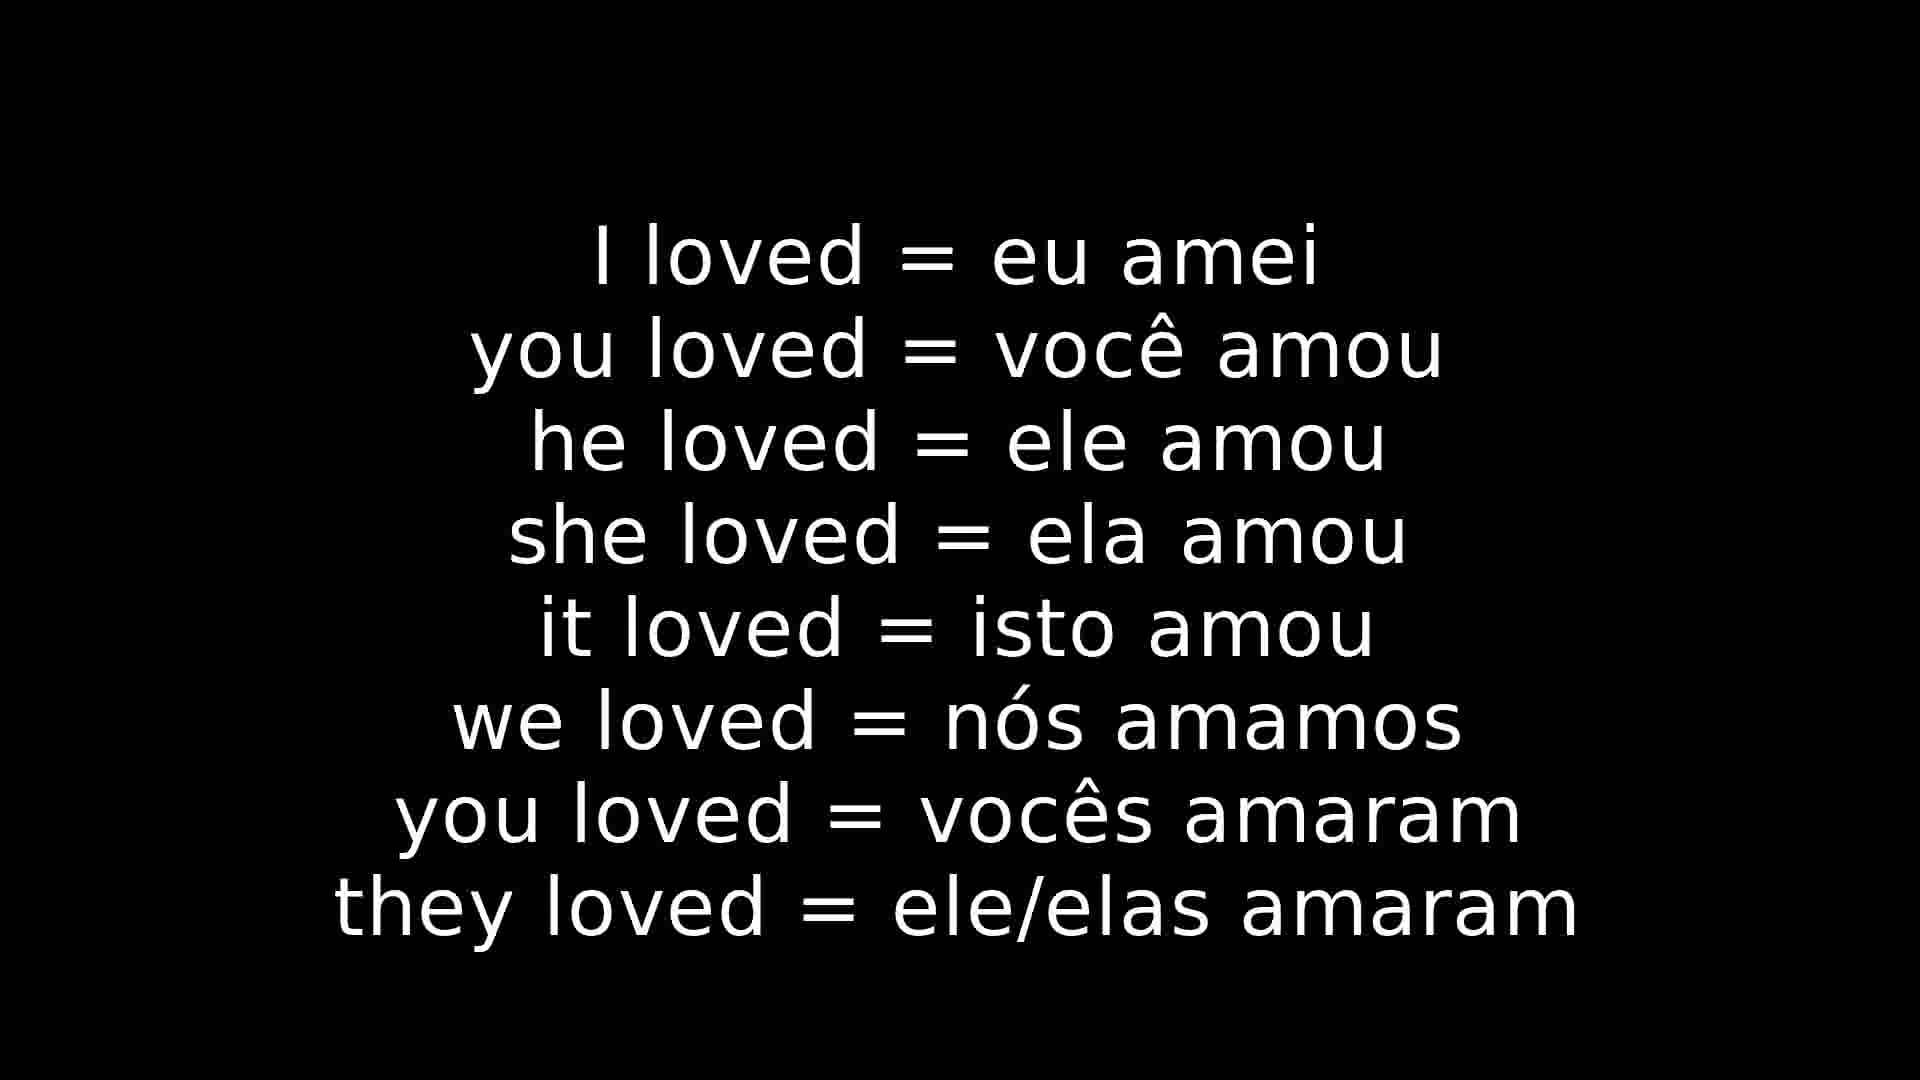 I loved = eu amei
you loved = você amou
he loved = ele amou
she loved = ela amou
it loved = isto amou
we loved = nós amamos
you loved = vocês amaram
they loved = ele/elas amaram